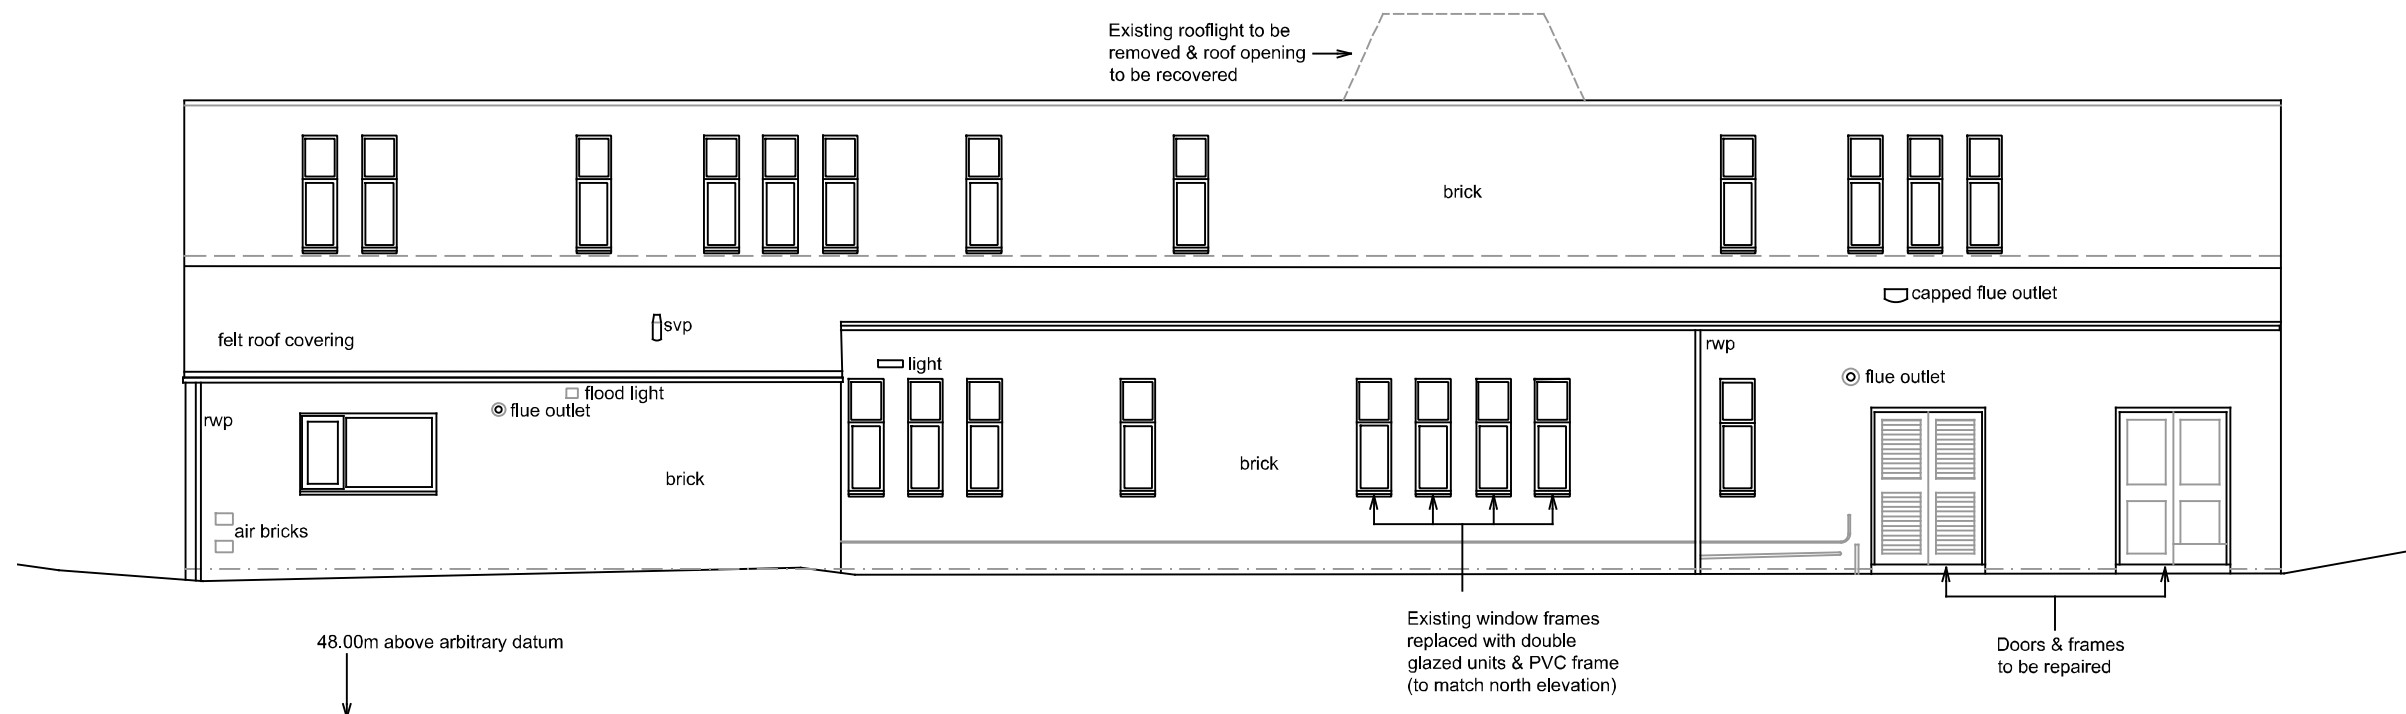 Existing rooflight to be
removed & roof opening
to be recovered
brick
capped flue outlet
svp
felt roof covering
rwp
light
flue outlet
flood light
flue outlet
rwp
brick
brick
air bricks
Existing window frames
replaced with double
glazed units & PVC frame
(to match north elevation)
48.00m above arbitrary datum
Doors & frames
to be repaired